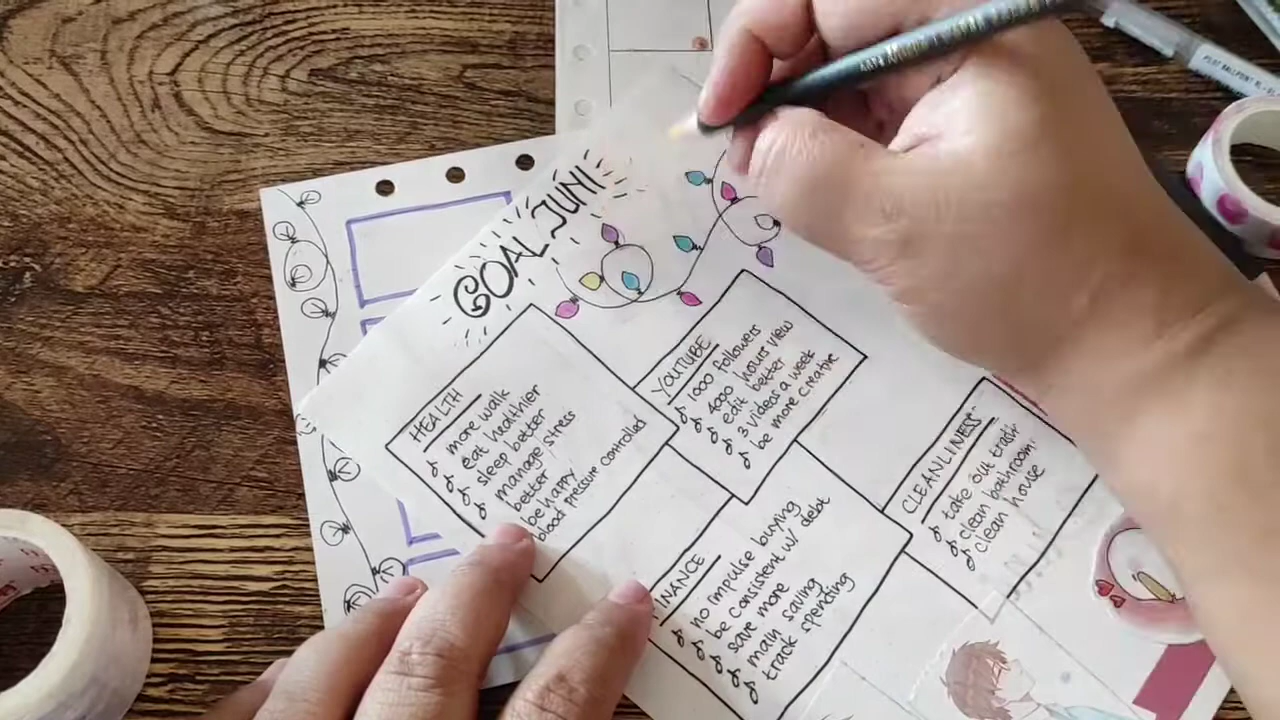 GOAL JUNI
HEALTH
more walk
eat healthier
sleep better
manage stress
better
be happy
blood pressure controlled
YOUTUBE
1000 followers
4000 hours view
edit better
3 videos a week
be more creative
FINANCE
no impulse buying
be consistent w/ debt
save more
main saving
track spending
CLEANLINESS
take out trash
clean bathroom
clean house